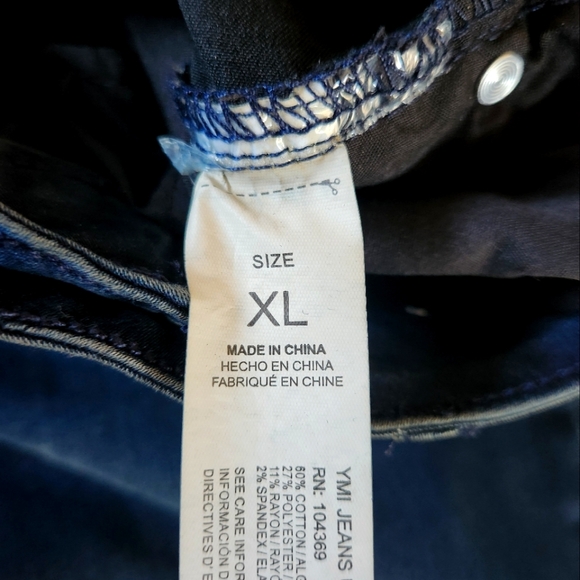 SIZE
XL
MADE IN CHINA
HECHO EN CHINA
FABRIQUÉ EN CHINE
YMI JEANS
RN: 104369
60% COTTON / ALG
27% POLYESTER /
11% RAYON / RAYO
2% SPANDEX / ELA
SEE CARE INFOR
INFORMACIÓN D
DIRECTIVES D' E